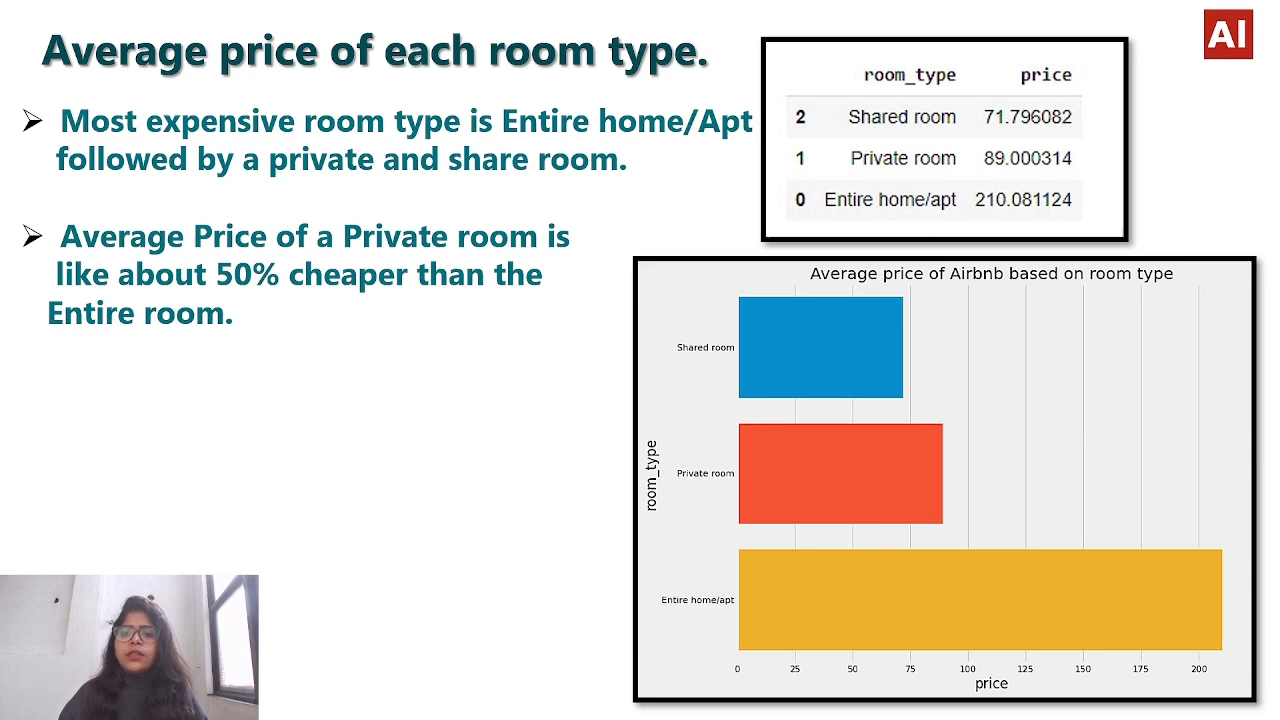 Average price of each room type.
AI
➢ Most expensive room type is Entire home/Apt
followed by a private and share room.
➢ Average Price of a Private room is
like about 50% cheaper than the
Entire room.
room_type price
2 Shared room 71.796082
1 Private room 89.000314
0 Entire home/apt 210.081124
Average price of Airbnb based on room type
Shared room
Private room
Entire home/apt
room_type
0 25 50 75 100 125 150 175 200
price